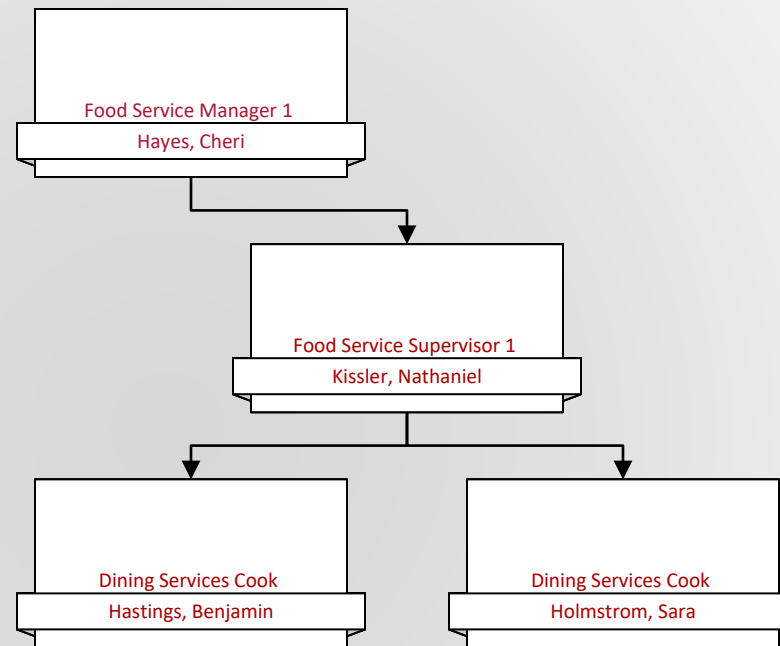 Food Service Manager 1
Hayes, Cheri
Food Service Supervisor 1
Kissler, Nathaniel
Dining Services Cook
Hastings, Benjamin
Dining Services Cook
Holmstrom, Sara